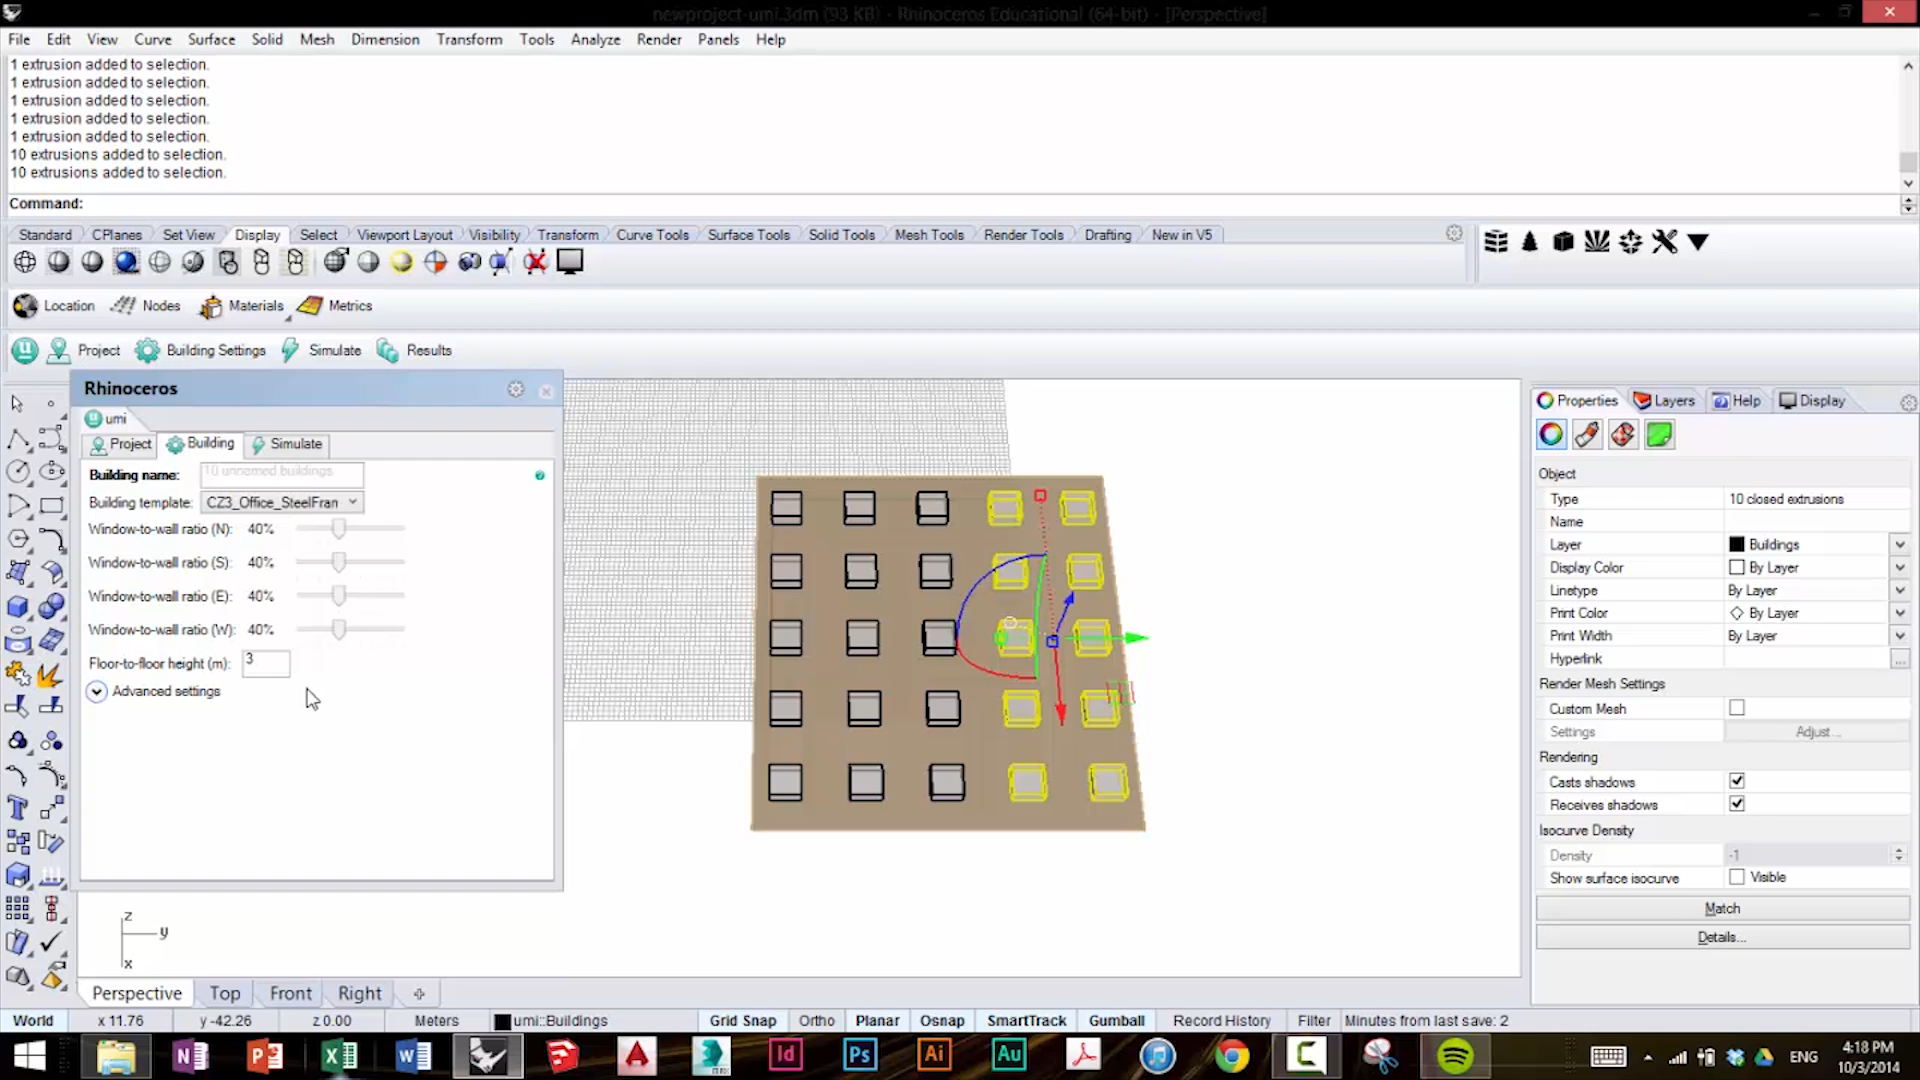 newproject-umi.3dm (93 KB) - Rhinoceros Educational (64-bit) - [Perspective]
File Edit View Curve Surface Solid Mesh Dimension Transform Tools Analyze Render Panels Help
1 extrusion added to selection.
1 extrusion added to selection.
1 extrusion added to selection.
1 extrusion added to selection.
1 extrusion added to selection.
10 extrusions added to selection.
10 extrusions added to selection.
Command:
Standard CPlanes Set View Display Select Viewport Layout Visibility Transform Curve Tools Surface Tools Solid Tools Mesh Tools Render Tools Drafting New in V5
Location Nodes Materials Metrics
Project Building Settings Simulate Results
Rhinoceros
umi
Project Building Simulate
Building name: 10 unnamed buildings
Building template: CZ3_Office_SteelFran
Window-to-wall ratio (N): 40%
Window-to-wall ratio (S): 40%
Window-to-wall ratio (E): 40%
Window-to-wall ratio (W): 40%
Floor-to-floor height (m): 3
Advanced settings
z
y
x
Properties Layers Help Display
Object
Type 10 closed extrusions
Name
Layer Buildings
Display Color By Layer
Linetype By Layer
Print Color By Layer
Print Width By Layer
Hyperlink ...
Render Mesh Settings
Custom Mesh
Settings Adjust...
Rendering
Casts shadows
Receives shadows
Isocurve Density
Density -1
Show surface isocurve Visible
Match
Details...
Perspective Top Front Right
World x 11.76 y -42.26 z 0.00 Meters umi::Buildings Grid Snap Ortho Planar Osnap SmartTrack Gumball Record History Filter Minutes from last save: 2
Id Ps Ai Au
ENG
4:18 PM
10/3/2014